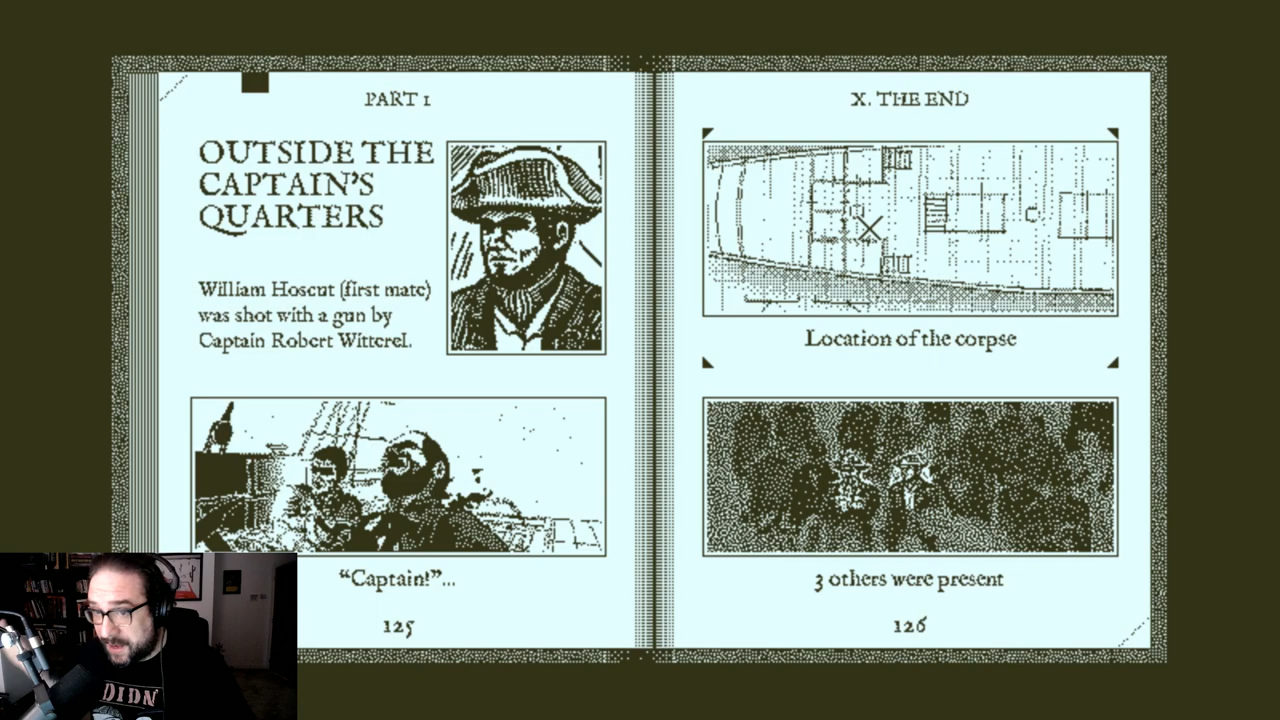 PART 1
OUTSIDE THE
CAPTAIN'S
QUARTERS
William Hoscut (first mate)
was shot with a gun by
Captain Robert Witterel.
"Captain!"...
125
X. THE END
Location of the corpse
3 others were present
126
DIDN